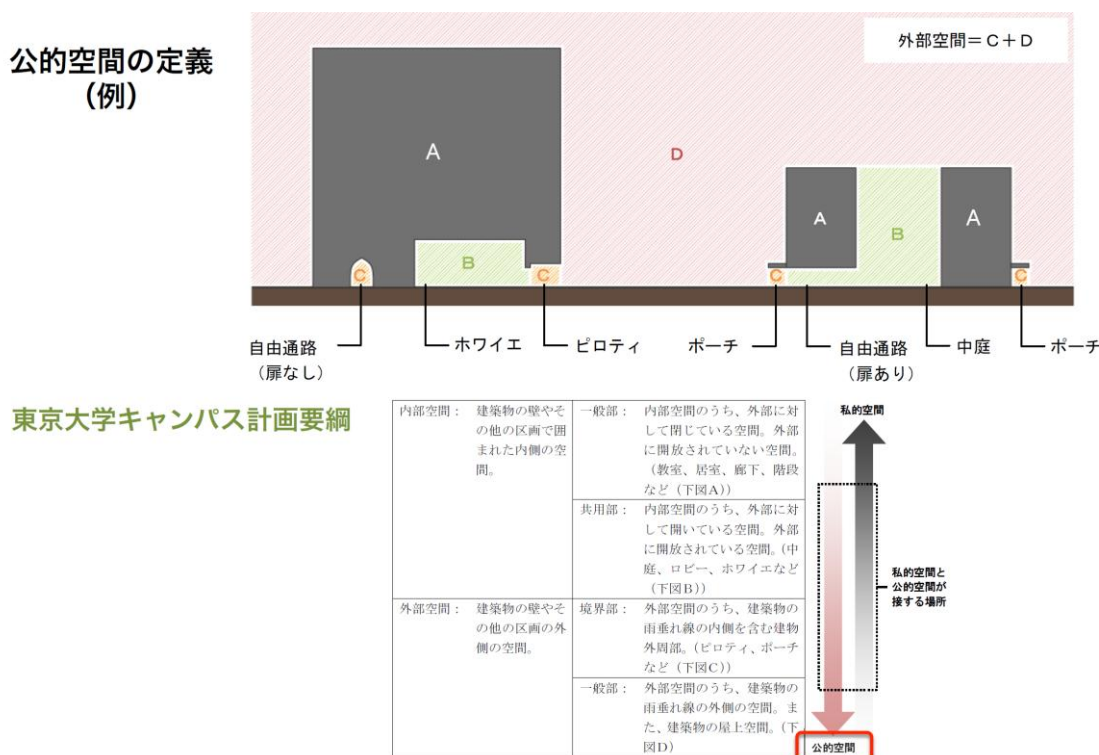 公的空間の定義
（例）
外部空間＝C＋D
A
D
A
B
A
B
C
C
C
C
自由通路
（扉なし）
ホワイエ
ピロティ
ポーチ
自由通路
（扉あり）
中庭
ポーチ
東京大学キャンパス計画要綱
内部空間：
建築物の壁やそ
の他の区画で囲
まれた内側の空
間。
一般部：
内部空間のうち、外部に対
して閉じている空間。外部
に開放されていない空間。
（教室、居室、廊下、階段
など（下図A））
共用部：
内部空間のうち、外部に対
して開いている空間。外部
に開放されている空間。（中
庭、ロビー、ホワイエなど
（下図B））
外部空間：
建築物の壁やそ
の他の区画の外
側の空間。
境界部：
外部空間のうち、建築物の
雨垂れ線の内側を含む建物
外周部。（ピロティ、ポーチ
など（下図C））
一般部：
外部空間のうち、建築物の
雨垂れ線の外側の空間。ま
た、建築物の屋上空間。（下
図D）
私的空間
私的空間と
公的空間が
接する場所
公的空間